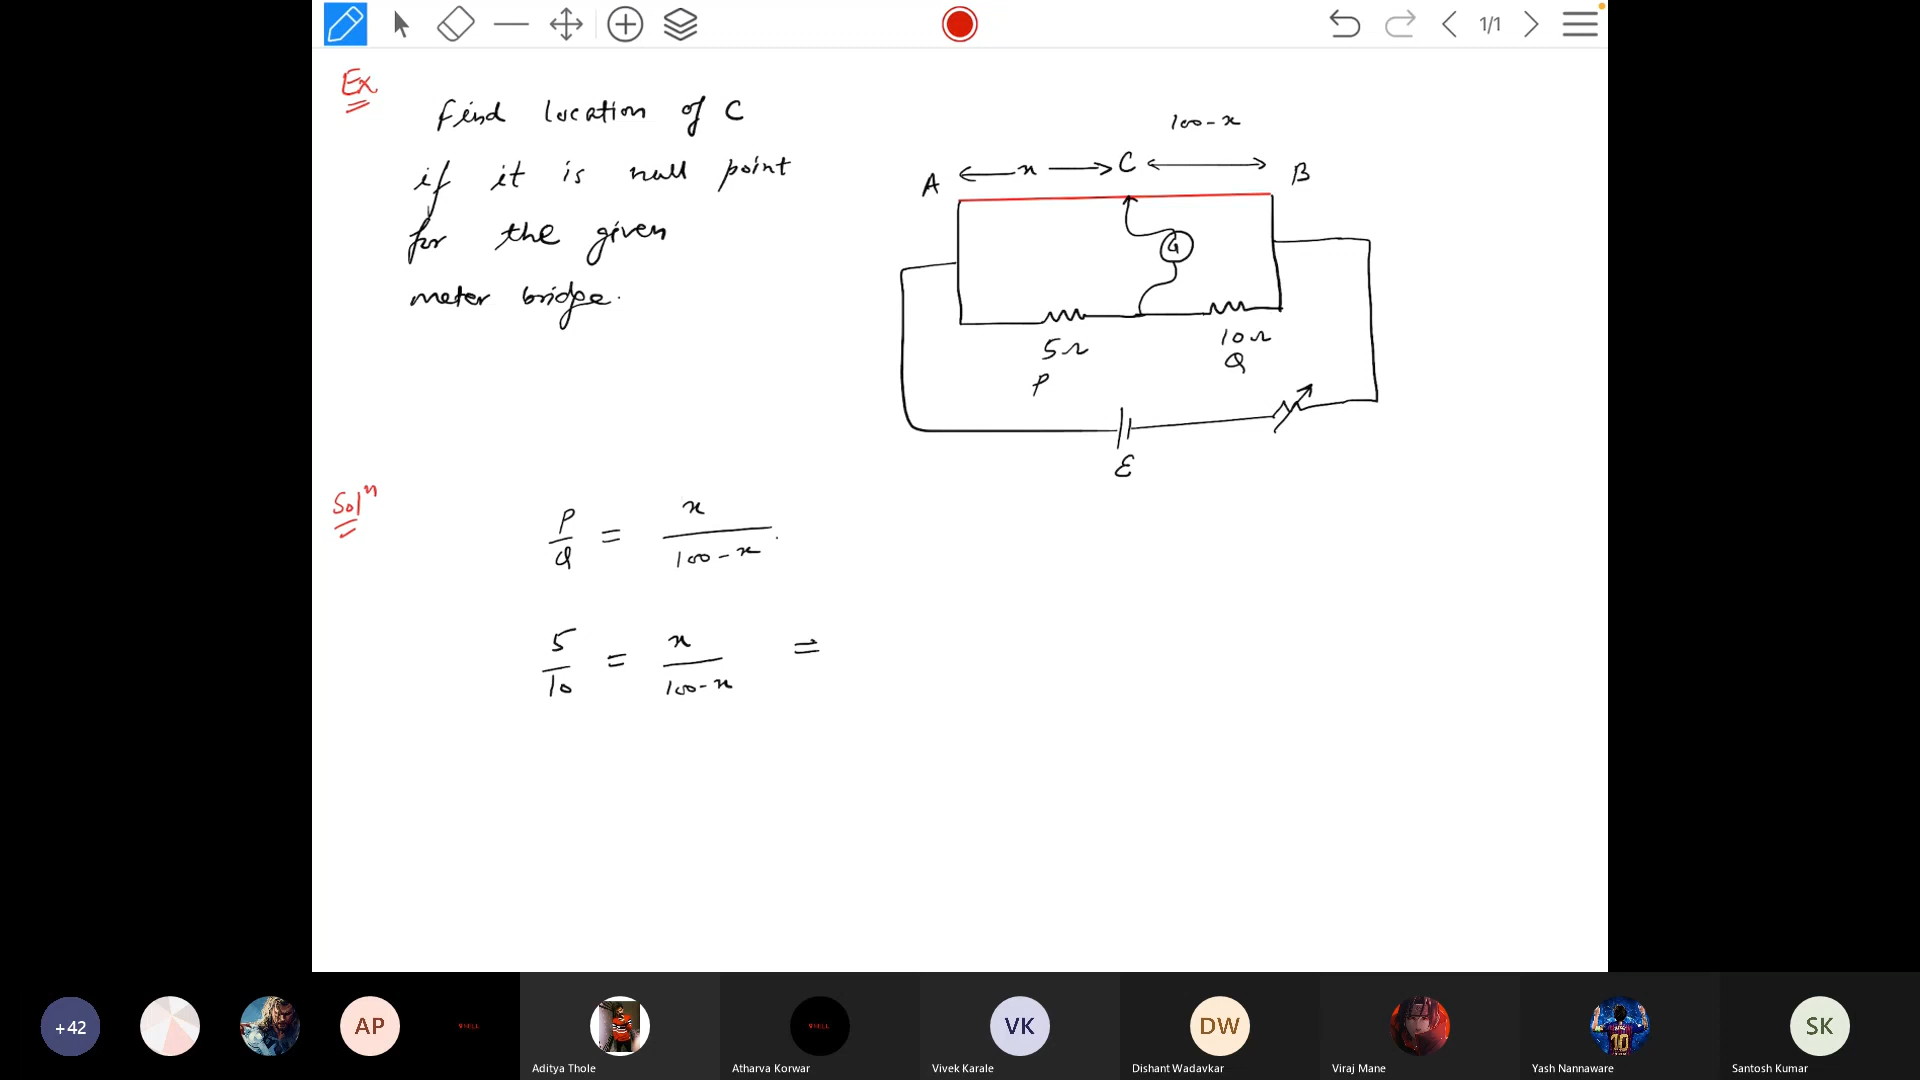 1/1
Ex
Find location of C
if it is null point
for the given
meter bridge.
100-x
A x C B
G
5Ω 10Ω
P Q
ε
Solⁿ
P/Q = x/100-x
5/10 = x/100-x =
+42
AP
VK
DW
10
SK
Aditya Thole
Atharva Korwar
Vivek Karale
Dishant Wadavkar
Viraj Mane
Yash Nannaware
Santosh Kumar